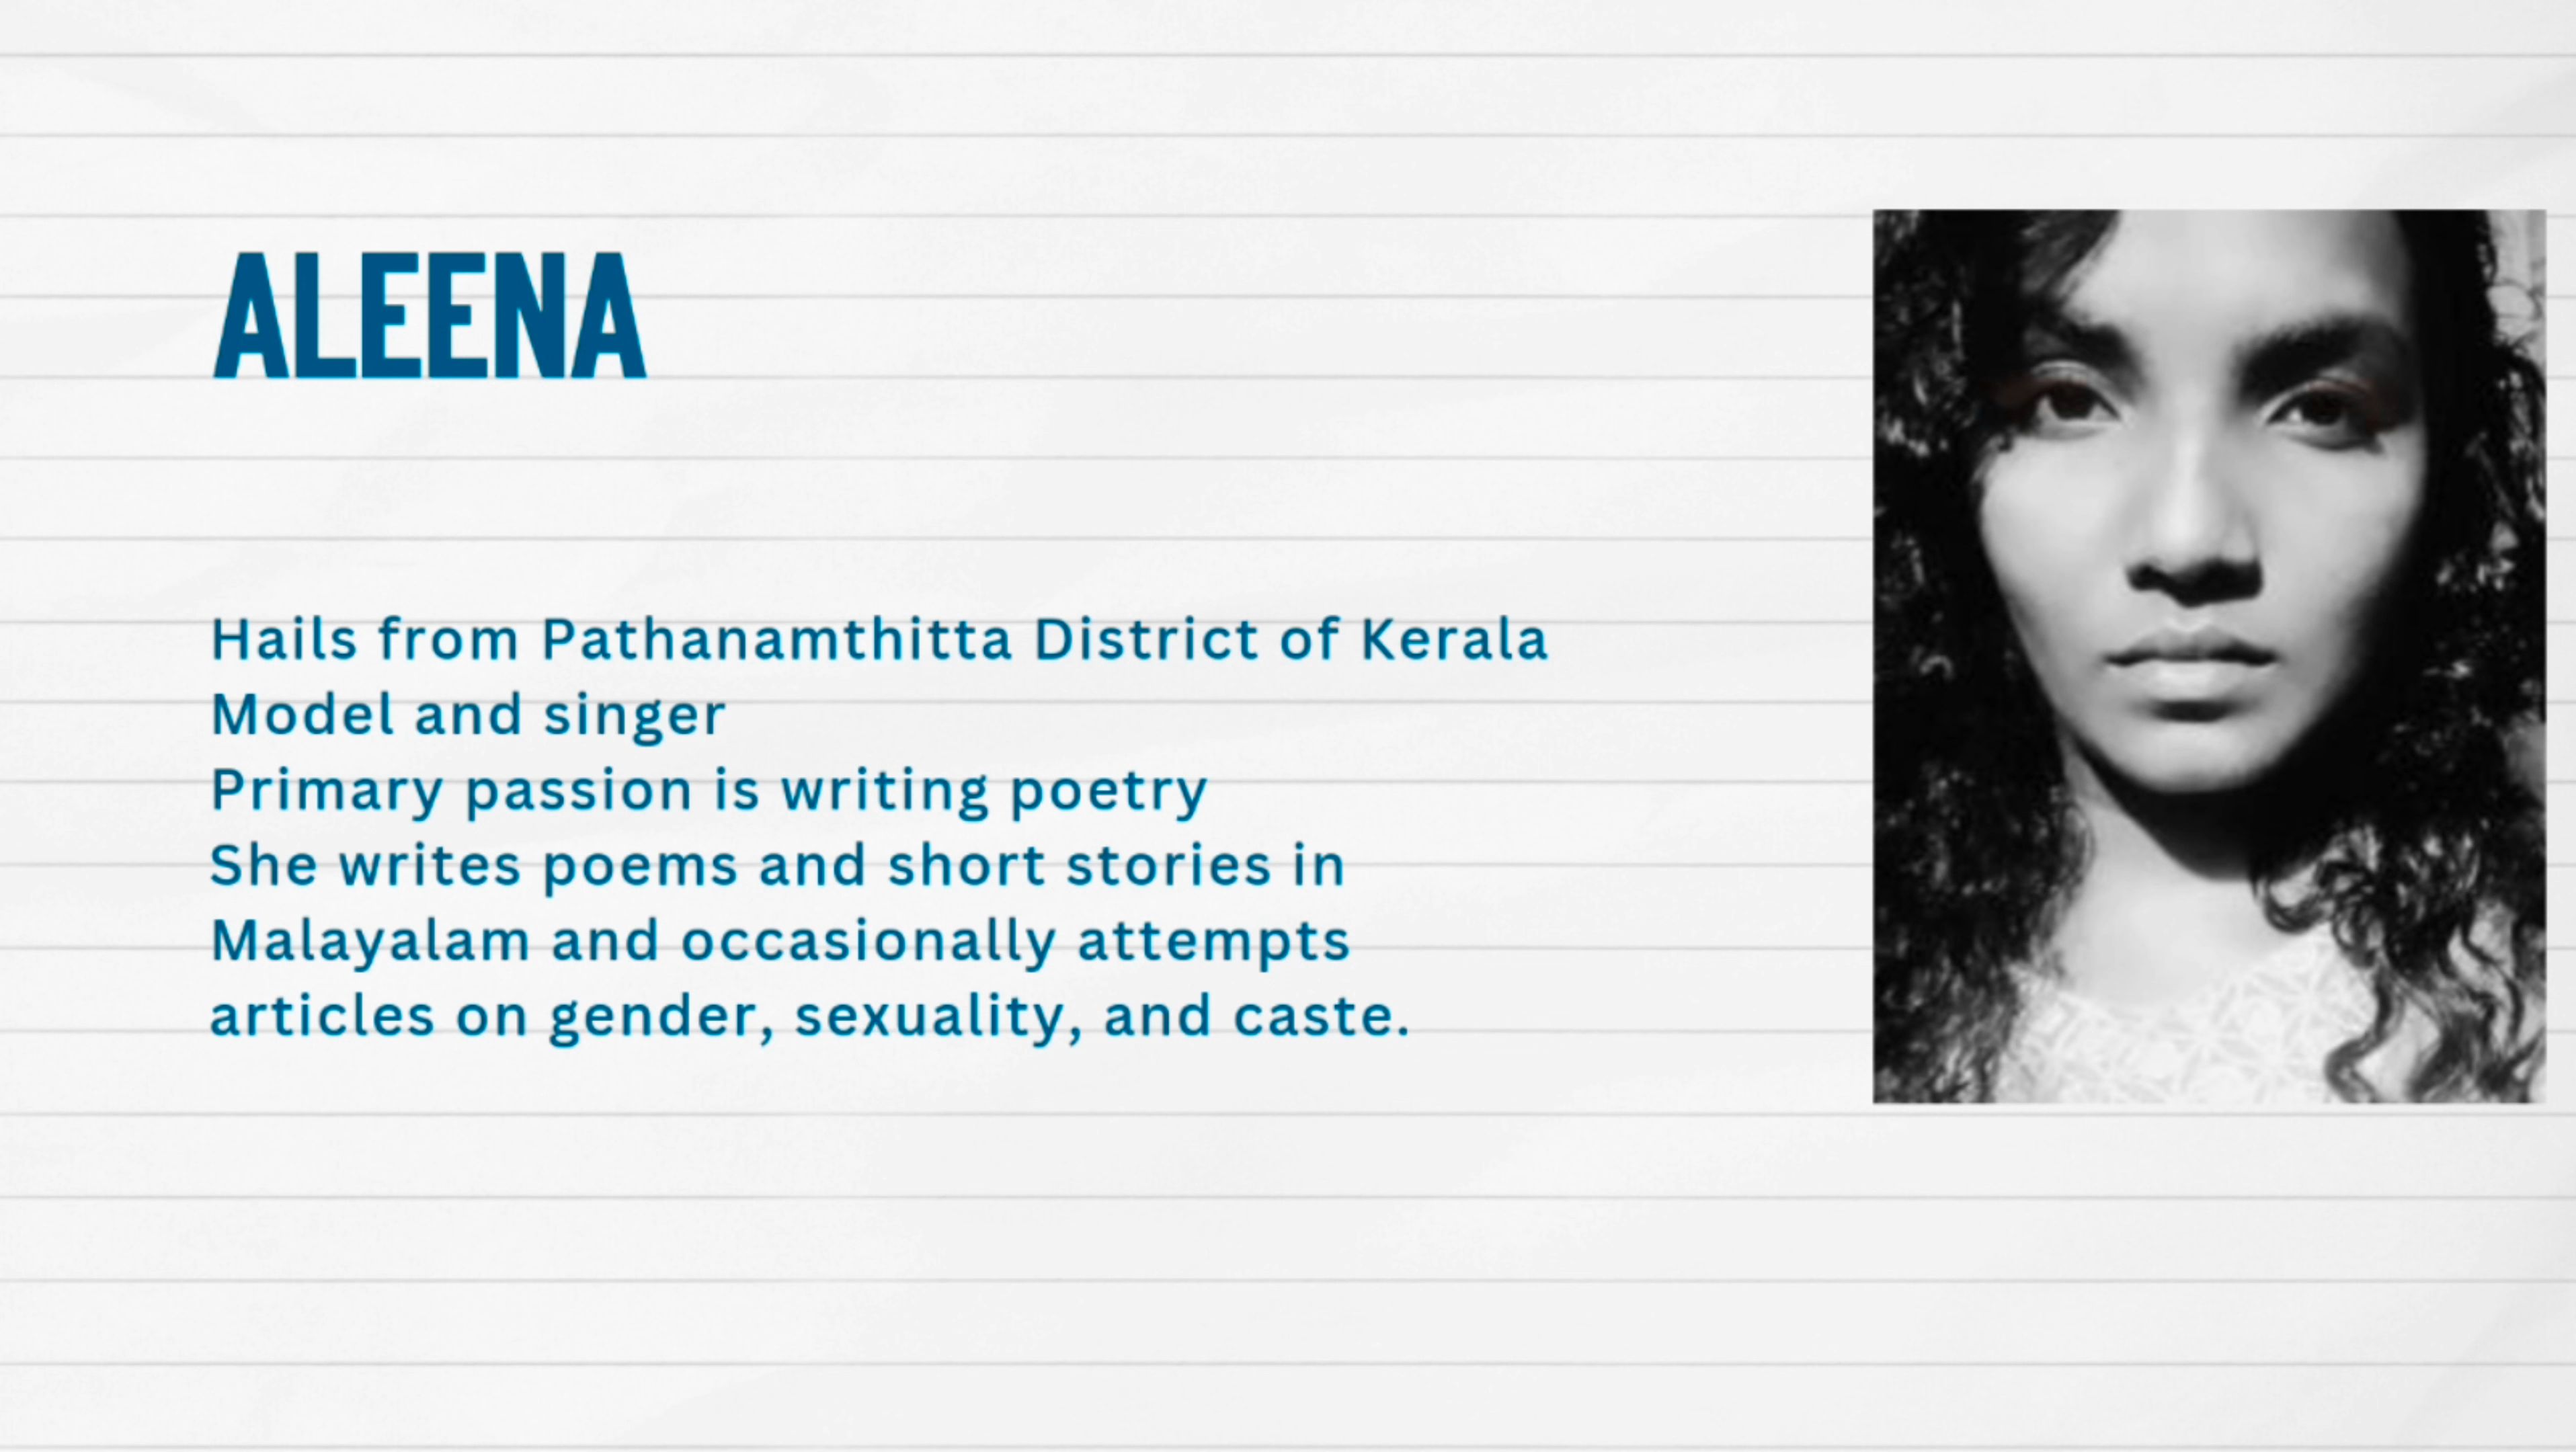 ALEENA
Hails from Pathanamthitta District of Kerala
Model and singer
Primary passion is writing poetry
She writes poems and short stories in
Malayalam and occasionally attempts
articles on gender, sexuality, and caste.